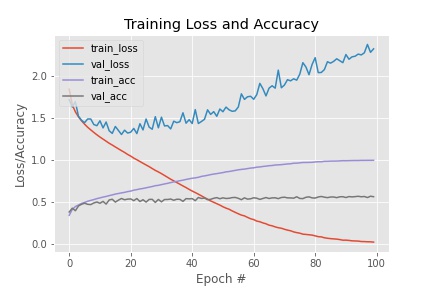 Training Loss and Accuracy
train_loss
val_loss
train_acc
val_acc
Loss/Accuracy
2.0
1.5
1.0
0.5
0.0
0 20 40 60 80 100
Epoch #